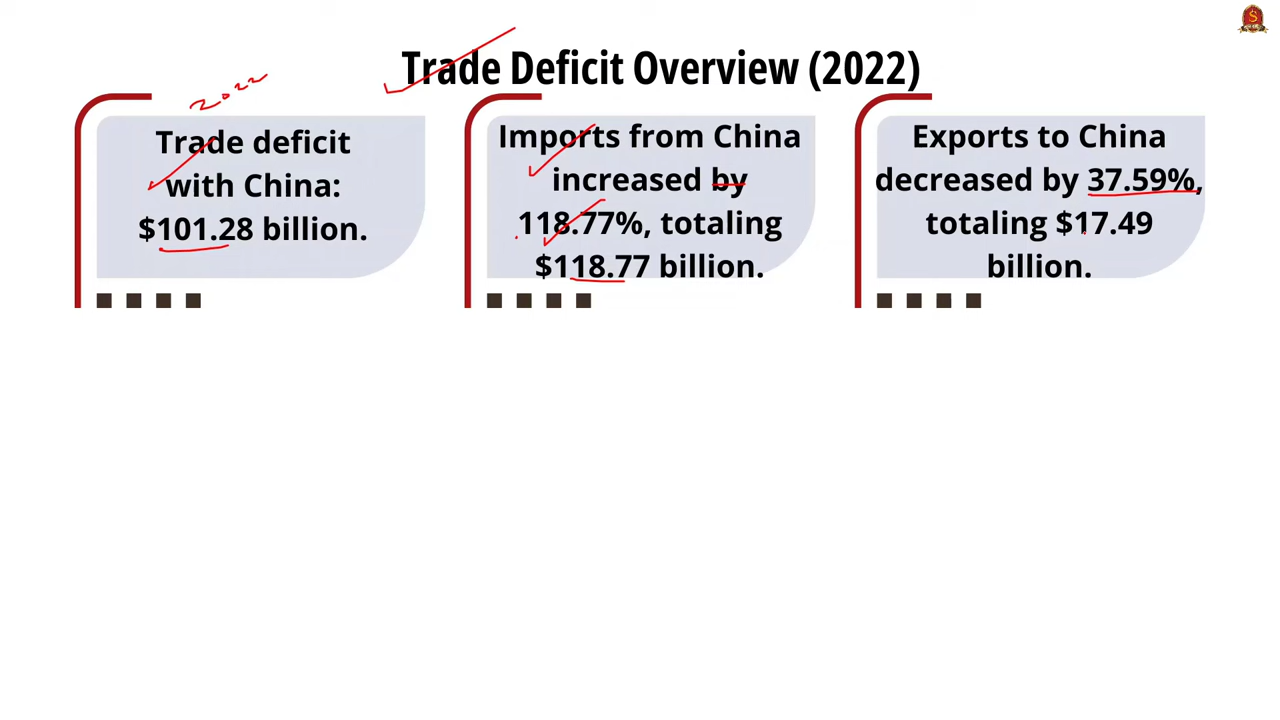 Trade Deficit Overview (2022)
2022
Trade deficit
with China:
$101.28 billion.
Imports from China
increased by
118.77%, totaling
$118.77 billion.
Exports to China
decreased by 37.59%,
totaling $17.49
billion.